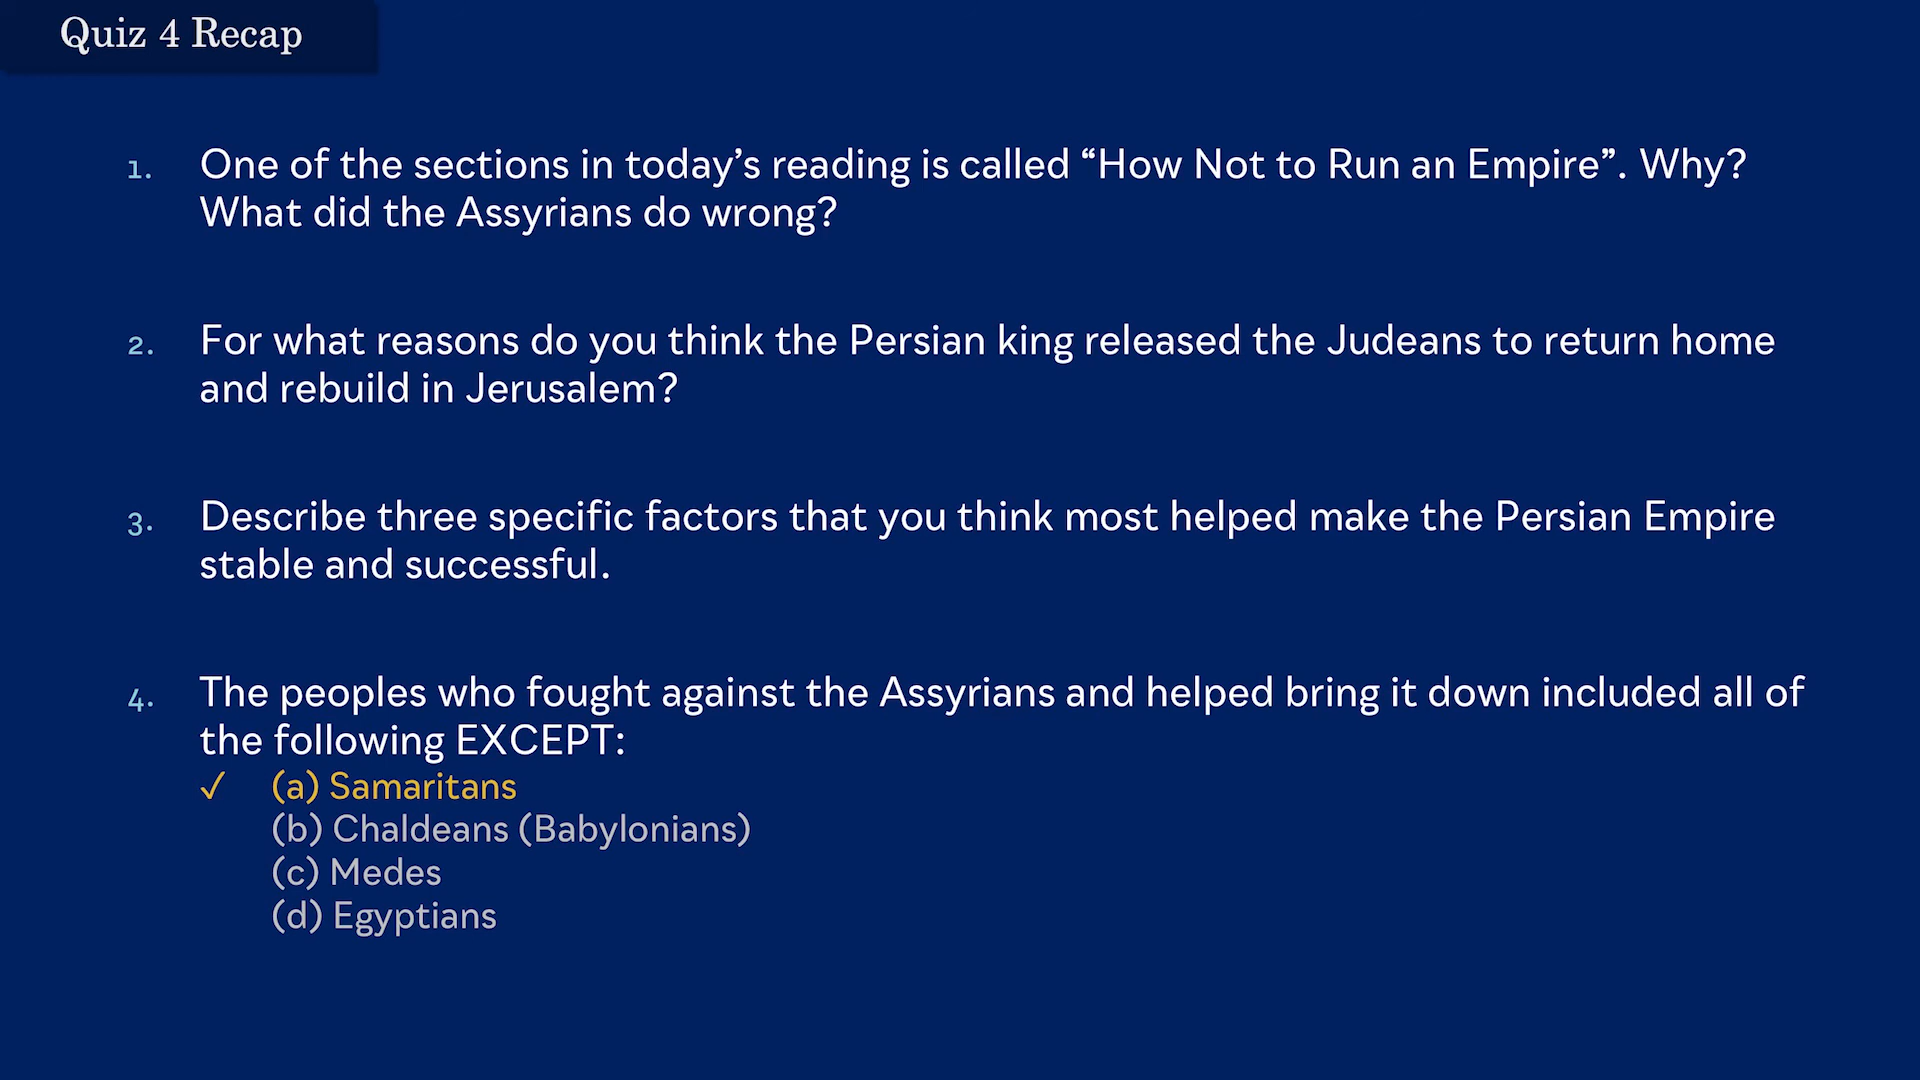 Quiz 4 Recap
1. One of the sections in today’s reading is called “How Not to Run an Empire”. Why?
What did the Assyrians do wrong?
2. For what reasons do you think the Persian king released the Judeans to return home
and rebuild in Jerusalem?
3. Describe three specific factors that you think most helped make the Persian Empire
stable and successful.
4. The peoples who fought against the Assyrians and helped bring it down included all of
the following EXCEPT:
✓ (a) Samaritans
(b) Chaldeans (Babylonians)
(c) Medes
(d) Egyptians